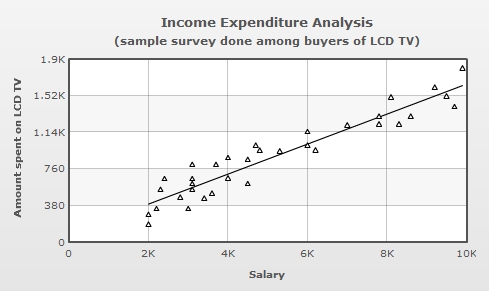 Income Expenditure Analysis
(sample survey done among buyers of LCD TV)
Amount spent on LCD TV
1.9K
1.52K
1.14K
760
380
0
0 2K 4K 6K 8K 10K
Salary